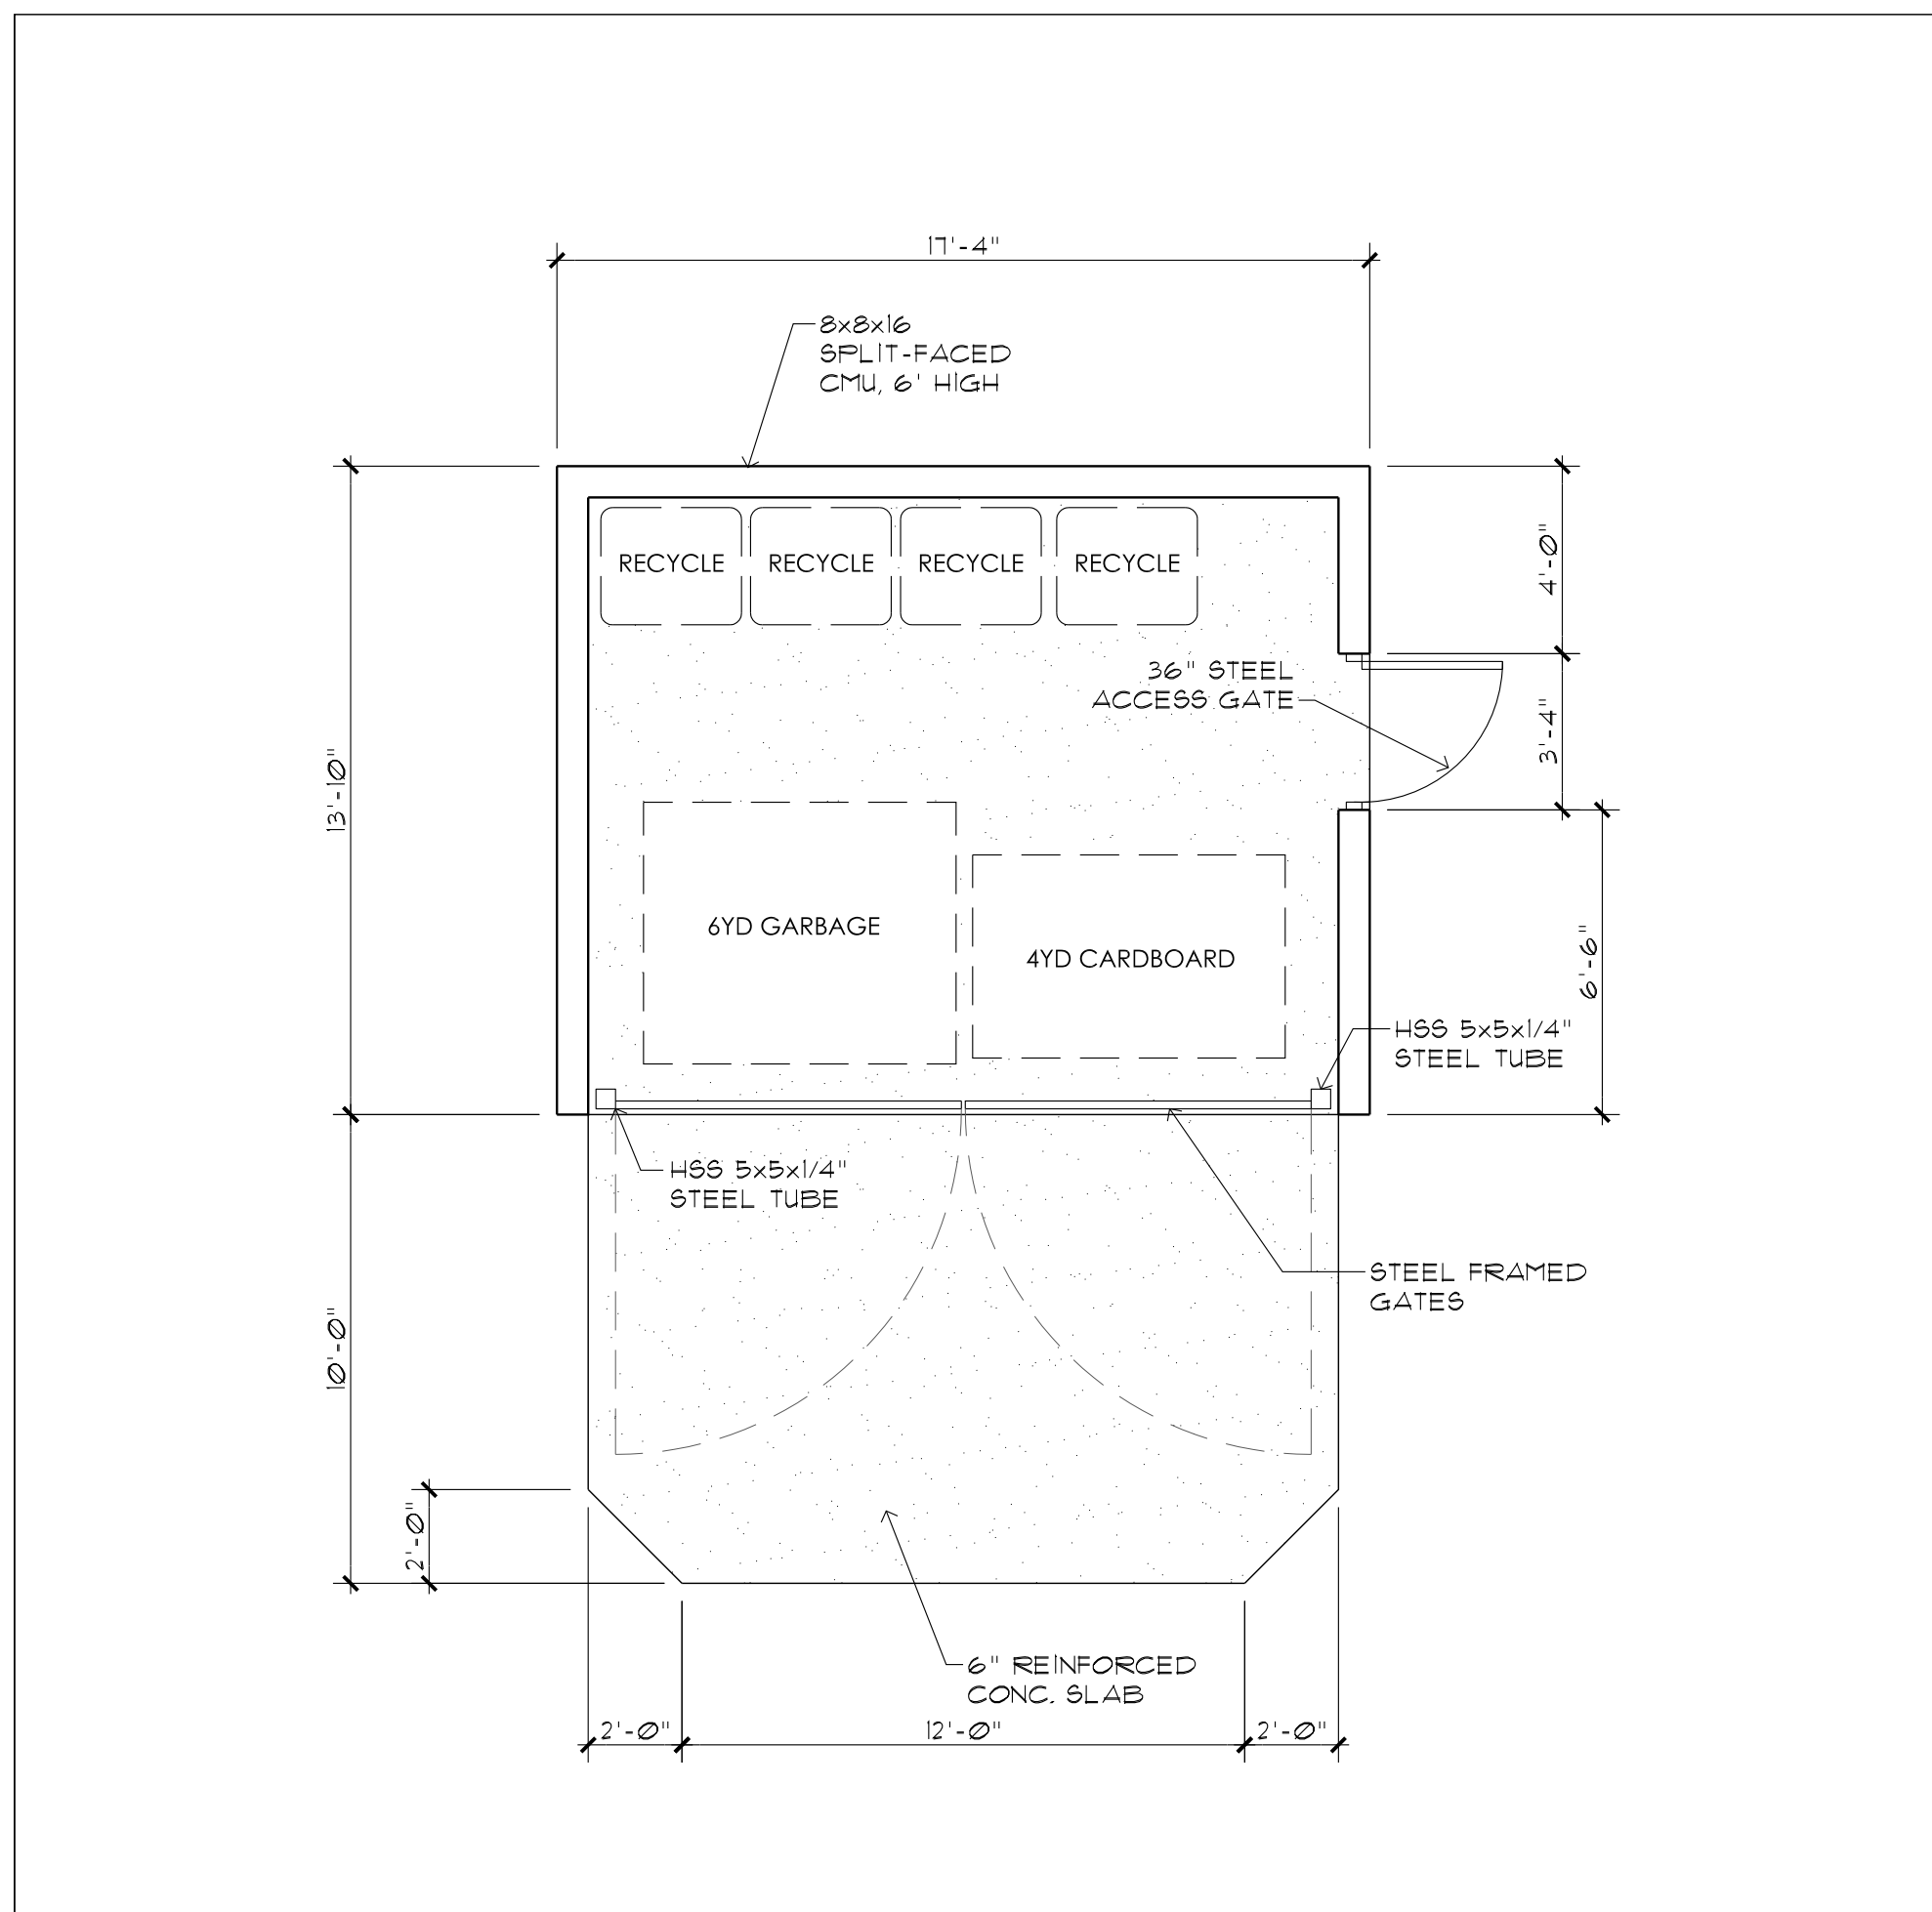 17'-4"
8x8x16
SPLIT-FACED
CMU, 6' HIGH
RECYCLE
RECYCLE
RECYCLE
RECYCLE
4'-0"
36" STEEL
ACCESS GATE
3'-4"
13'-10"
6YD GARBAGE
4YD CARDBOARD
6'-6"
HSS 5x5x1/4"
STEEL TUBE
HSS 5x5x1/4"
STEEL TUBE
STEEL FRAMED
GATES
10'-0"
2'-0"
6" REINFORCED
CONC. SLAB
2'-0"
12'-0"
2'-0"